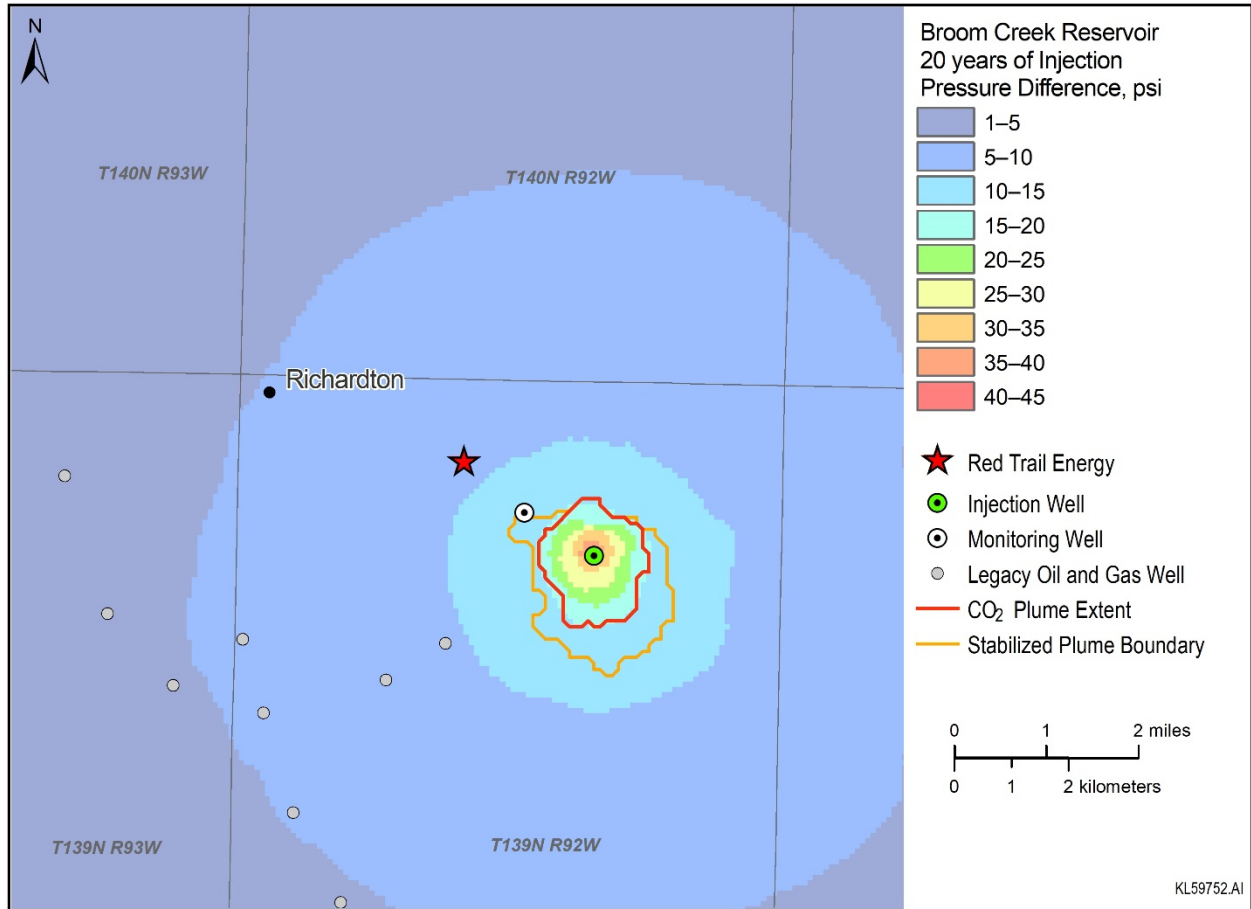 N
T140N R93W
T140N R92W
Richardton
T139N R93W
T139N R92W
Broom Creek Reservoir
20 years of Injection
Pressure Difference, psi
1–5
5–10
10–15
15–20
20–25
25–30
30–35
35–40
40–45
Red Trail Energy
Injection Well
Monitoring Well
Legacy Oil and Gas Well
CO₂ Plume Extent
Stabilized Plume Boundary
0 1 2 miles
0 1 2 kilometers
KL59752.AI